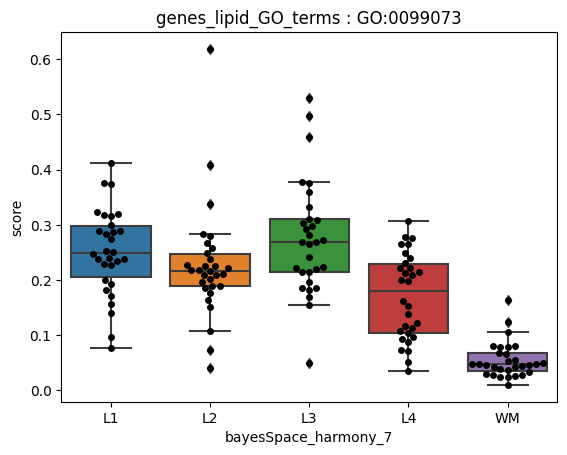 genes_lipid_GO_terms : GO:0099073
score
0.6
0.5
0.4
0.3
0.2
0.1
0.0
L1 L2 L3 L4 WM
bayesSpace_harmony_7